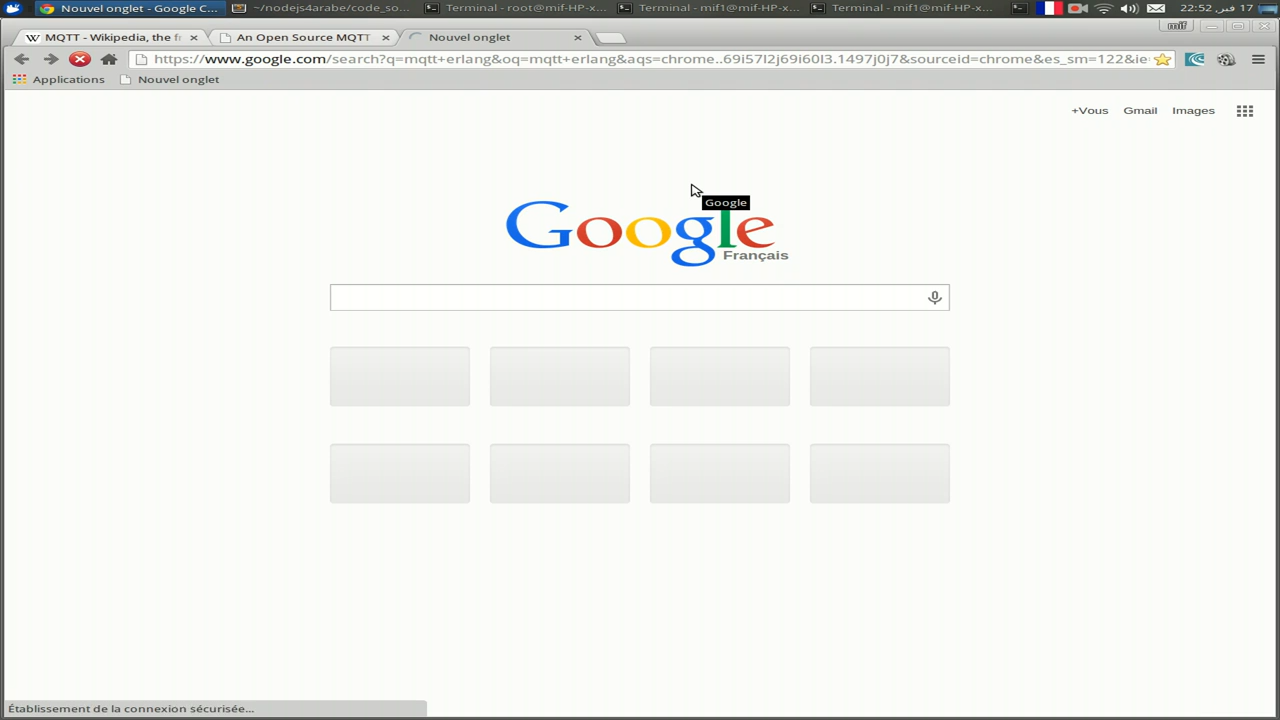 Nouvel onglet - Google C...
~/nodejs4arabe/code_so...
Terminal - root@mif-HP-x...
Terminal - mif1@mif-HP-x...
Terminal - mif1@mif-HP-x...
22:52 ,فبر 17
mif
MQTT - Wikipedia, the f
An Open Source MQTT
Nouvel onglet
https://www.google.com/search?q=mqtt+erlang&oq=mqtt+erlang&aqs=chrome..69i57l2j69i60l3.1497j0j7&sourceid=chrome&es_sm=122&ie
Applications
Nouvel onglet
+Vous Gmail Images
Google
Google
Français
Établissement de la connexion sécurisée...